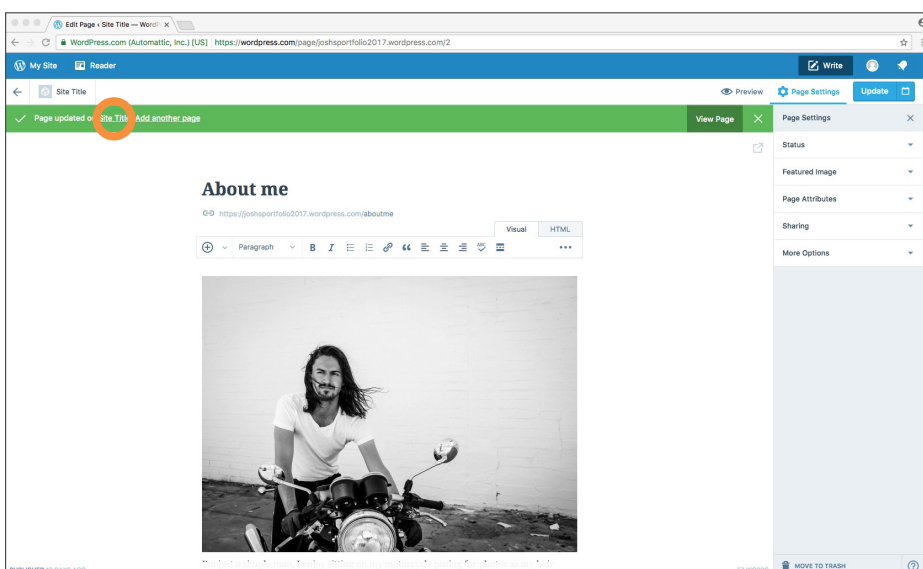 Edit Page ‹ Site Title — WordP
WordPress.com (Automattic, Inc.) [US] https://wordpress.com/page/joshsportfolio2017.wordpress.com/2
My Site Reader Write
Site Title Preview Page Settings Update
Page updated on Site Title! Add another page View Page
Page Settings
Status
Featured Image
Page Attributes
Sharing
More Options
About me
https://joshsportfolio2017.wordpress.com/aboutme
Visual HTML
Paragraph B I ABC
MOVE TO TRASH